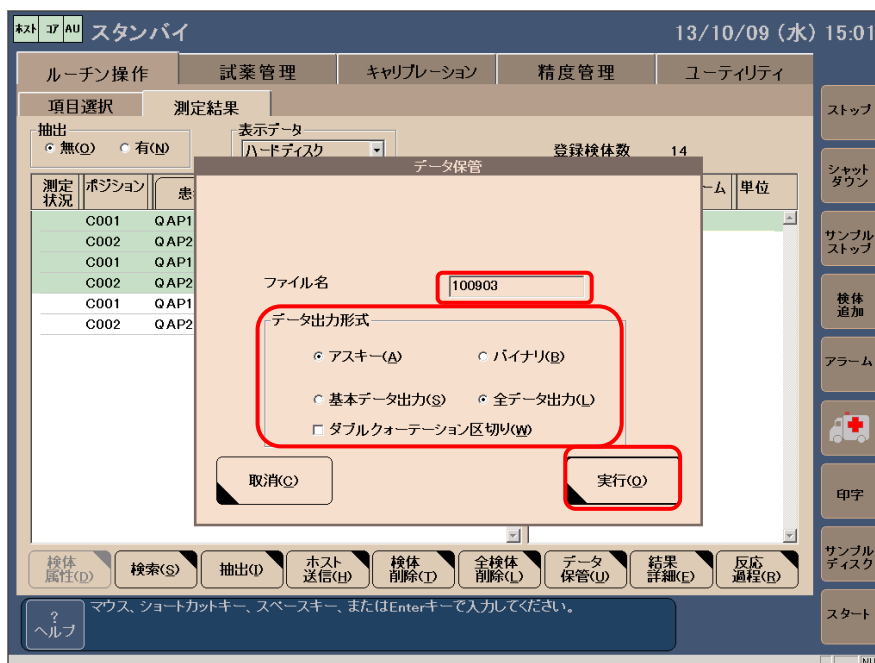 ホスト コア AU スタンバイ 13/10/09 (水) 15:01
ルーチン操作 試薬管理 キャリブレーション 精度管理 ユーティリティ
項目選択 測定結果
抽出
無(O) 有(N)
表示データ
ハードディスク
登録検体数 14
データ保管
測定状況 ポジション 患 ーム 単位
C001 QAP1
C002 QAP2
C001 QAP1
C002 QAP2
C001 QAP1
C002 QAP2
ファイル名 100903
データ出力形式
アスキー(A) バイナリ(B)
基本データ出力(S) 全データ出力(L)
ダブルクォーテーション区切り(W)
取消(C) 実行(O)
検体属性(D) 検索(S) 抽出(I) ホスト送信(H) 検体削除(T) 全検体削除(L) データ保管(U) 結果詳細(E) 反応過程(R)
?
ヘルプ
マウス、ショートカットキー、スペースキー、またはEnterキーで入力してください。
ストップ
シャットダウン
サンプルストップ
検体追加
アラーム
印字
サンプルディスク
スタート